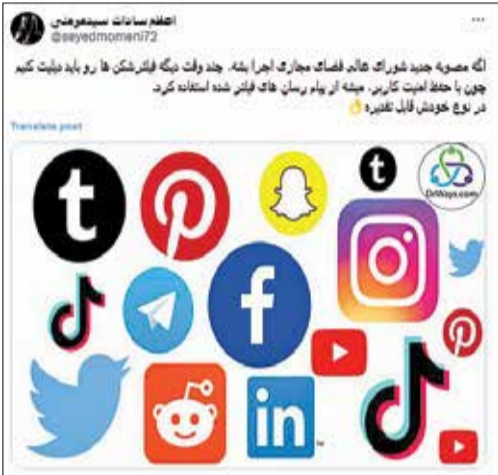 اعظم سادات سیدمومنی
@seyedmomeni72
اگه مصوبه جدید شورای عالی فضای مجازی اجرا بشه، چند وقت دیگه فیلترشکن ها رو باید دیلیت کنیم
چون با حفظ امنیت کاربر، میشه از پیام رسان های فیلتر شده استفاده کرد.
در نوع خودش قابل تقدیره
Translate post
DrWays.com
in